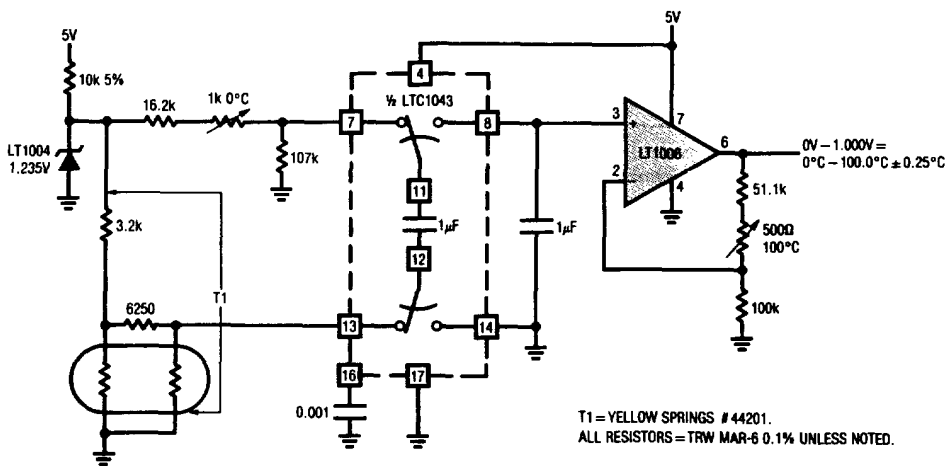 5V
10k 5%
16.2k
1k 0°C
LT1004
1.235V
107k
3.2k
T1
6250
½ LTC1043
4
7
8
11
1µF
12
13
14
16
17
0.001
1µF
5V
3
+
7
LT1006
6
2
–
4
0V – 1.000V =
0°C – 100.0°C ± 0.25°C
51.1k
500Ω
100°C
100k
T1 = YELLOW SPRINGS #44201.
ALL RESISTORS = TRW MAR-6 0.1% UNLESS NOTED.